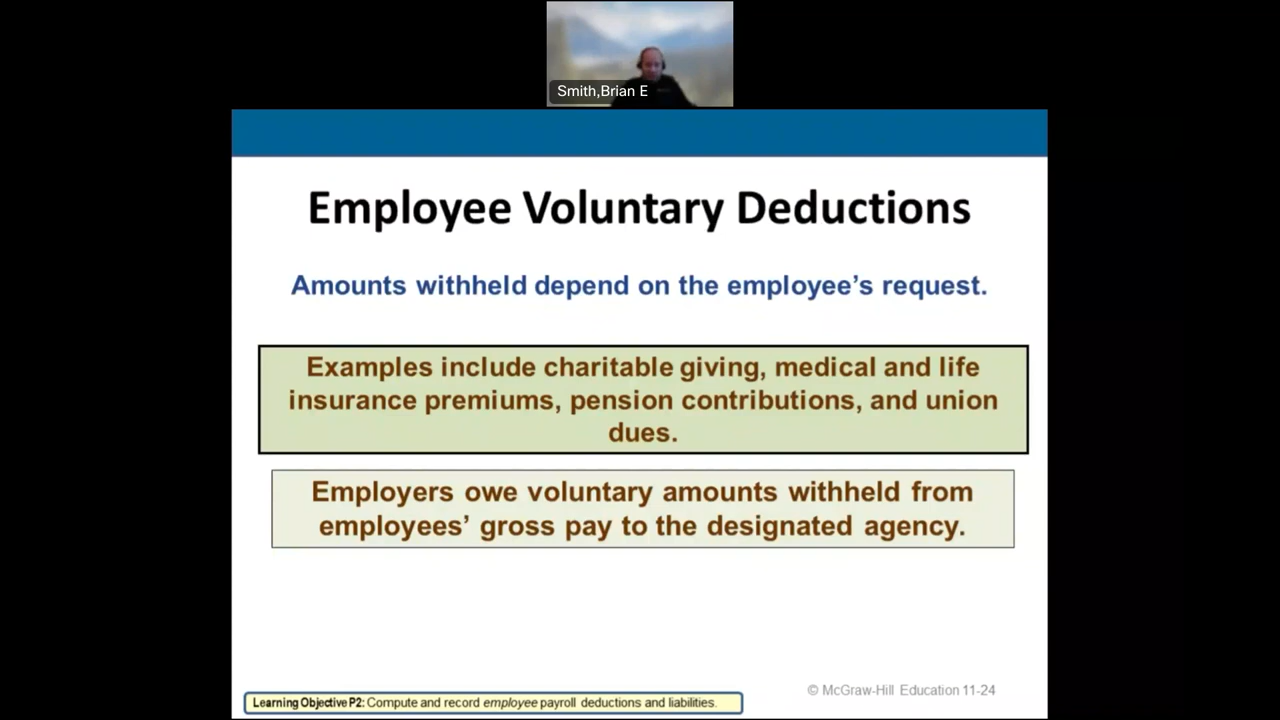 Smith,Brian E
Employee Voluntary Deductions
Amounts withheld depend on the employee’s request.
Examples include charitable giving, medical and life
insurance premiums, pension contributions, and union
dues.
Employers owe voluntary amounts withheld from
employees’ gross pay to the designated agency.
© McGraw-Hill Education 11-24
Learning Objective P2: Compute and record employee payroll deductions and liabilities.